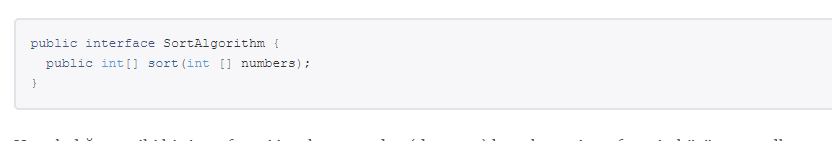 public interface SortAlgorithm {
public int[] sort(int [] numbers);
}